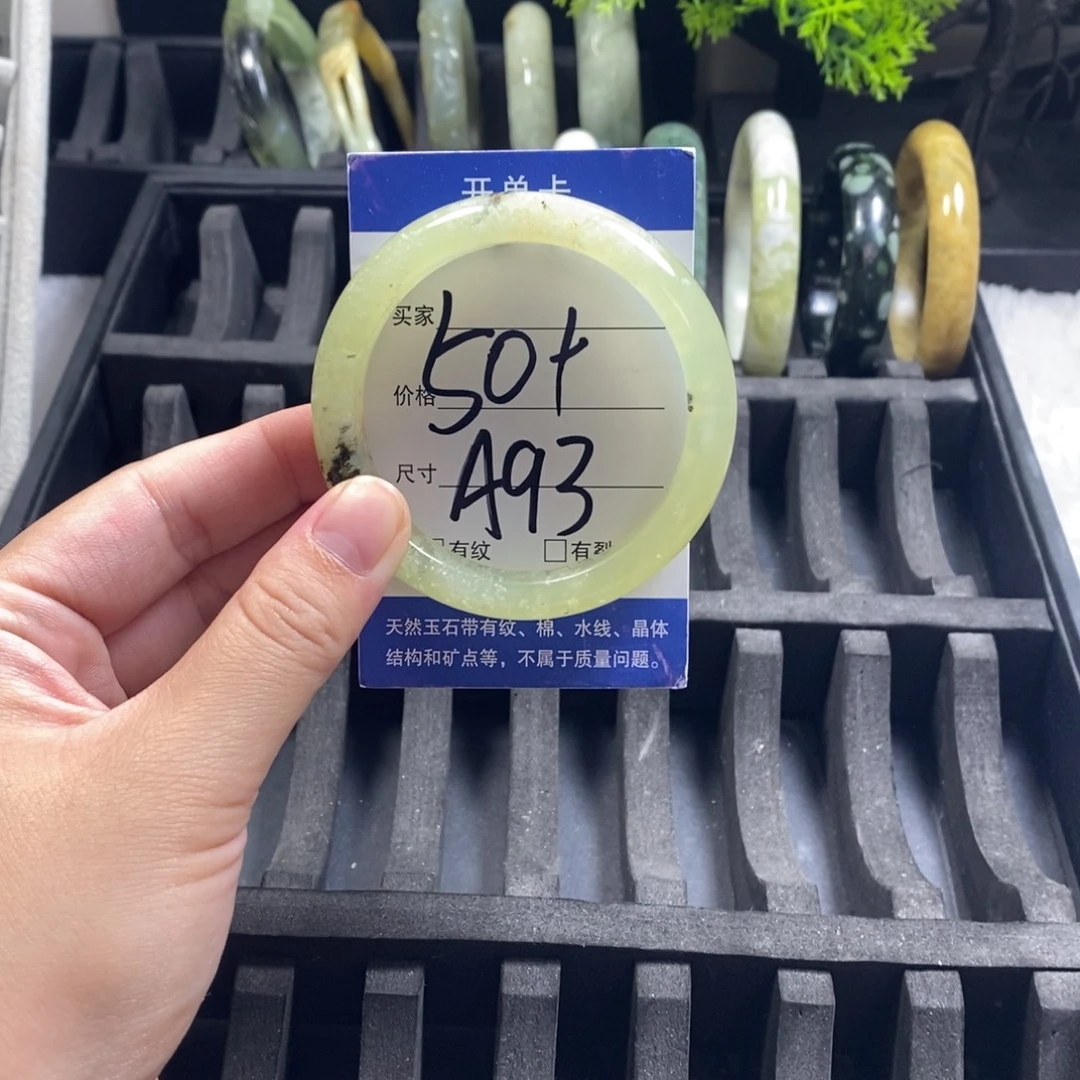 开单卡
买家
50+
价格
尺寸 A93
□有纹 □有裂
天然玉石带有纹、棉、水线、晶体
结构和矿点等，不属于质量问题。